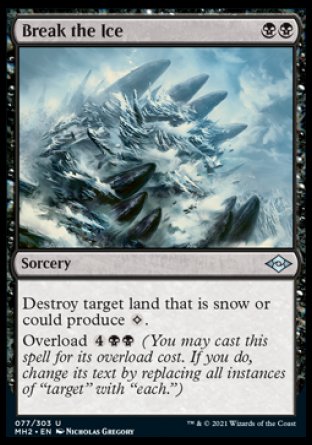 Break the Ice
Sorcery
Destroy target land that is snow or
could produce ◇.
Overload 4 (You may cast this
spell for its overload cost. If you do,
change its text by replacing all instances
of “target” with “each.”)
077/303 U
MH2 • EN NICHOLAS GREGORY
™ & © 2021 Wizards of the Coast